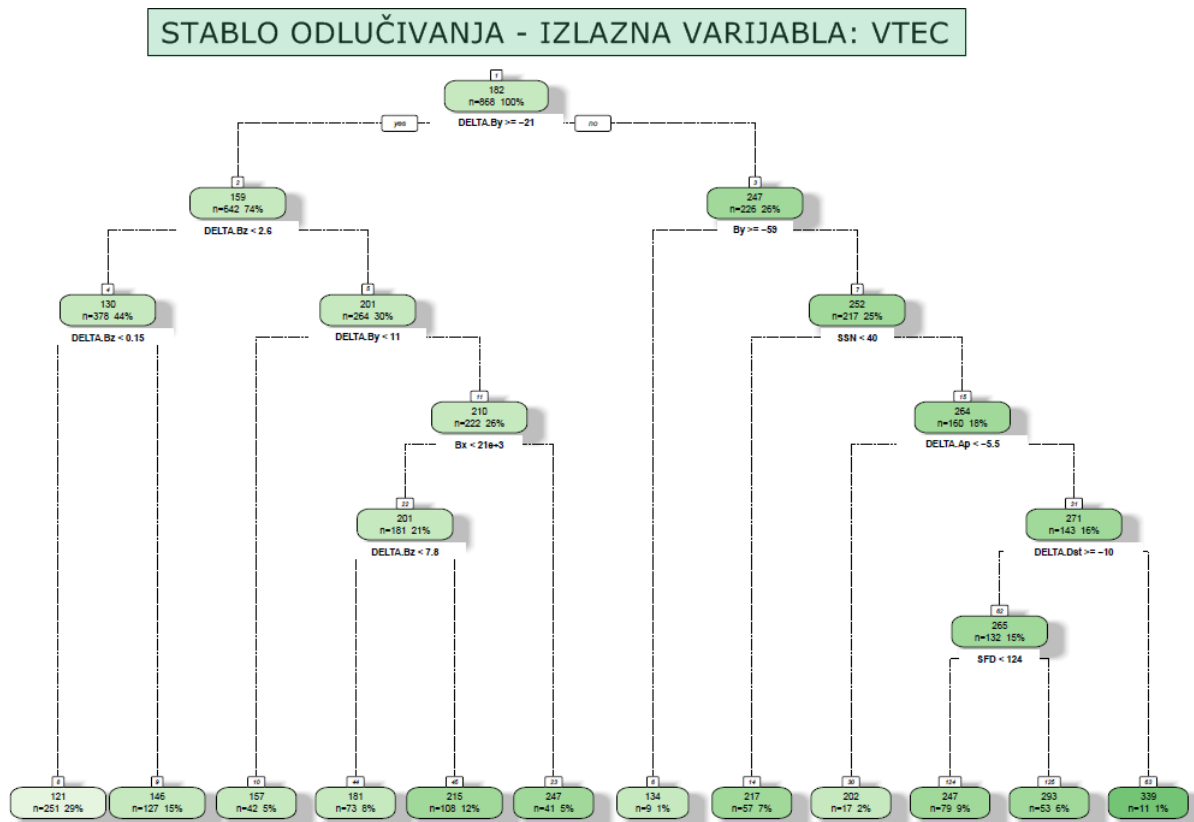 STABLO ODLUČIVANJA - IZLAZNA VARIJABLA: VTEC
1
182
n=868 100%
yes
DELTA.By >= −21
no
2
159
n=642 74%
DELTA.Bz < 2.6
3
247
n=226 26%
By >= −59
4
130
n=378 44%
DELTA.Bz < 0.15
5
201
n=264 30%
DELTA.By < 11
7
252
n=217 25%
SSN < 40
11
210
n=222 26%
Bx < 21e+3
15
264
n=160 18%
DELTA.Ap < −5.5
22
201
n=181 21%
DELTA.Bz < 7.8
31
271
n=143 16%
DELTA.Dst >= −10
62
265
n=132 15%
SFD < 124
8
121
n=251 29%
9
146
n=127 15%
10
157
n=42 5%
44
181
n=73 8%
45
215
n=108 12%
23
247
n=41 5%
6
134
n=9 1%
14
217
n=57 7%
30
202
n=17 2%
124
247
n=79 9%
125
293
n=53 6%
63
339
n=11 1%